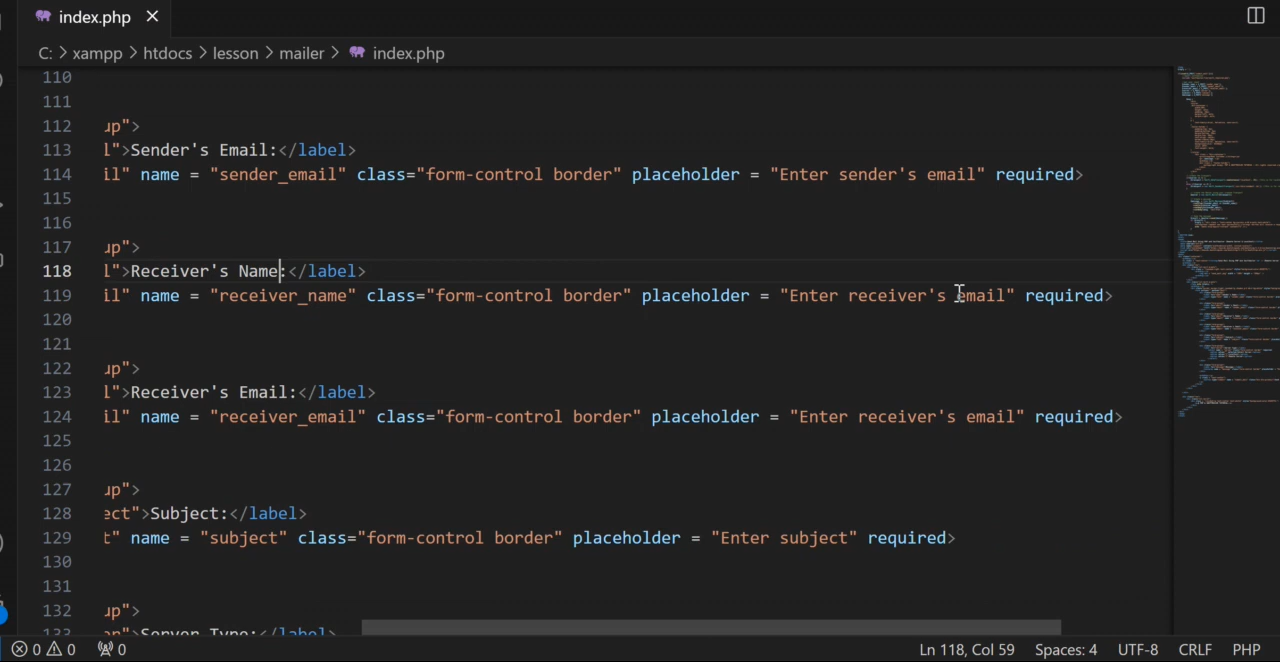 index.php ×
C: > xampp > htdocs > lesson > mailer > index.php
110
111
112 up">
113 l">Sender's Email:</label>
114 il" name = "sender_email" class="form-control border" placeholder = "Enter sender's email" required>
115
116
117 up">
118 l">Receiver's Name:</label>
119 il" name = "receiver_name" class="form-control border" placeholder = "Enter receiver's email" required>
120
121
122 up">
123 l">Receiver's Email:</label>
124 il" name = "receiver_email" class="form-control border" placeholder = "Enter receiver's email" required>
125
126
127 up">
128 ect">Subject:</label>
129 t" name = "subject" class="form-control border" placeholder = "Enter subject" required>
130
131
132 up">
133 er">Server Type:</label>
0 0 0 Ln 118, Col 59 Spaces: 4 UTF-8 CRLF PHP